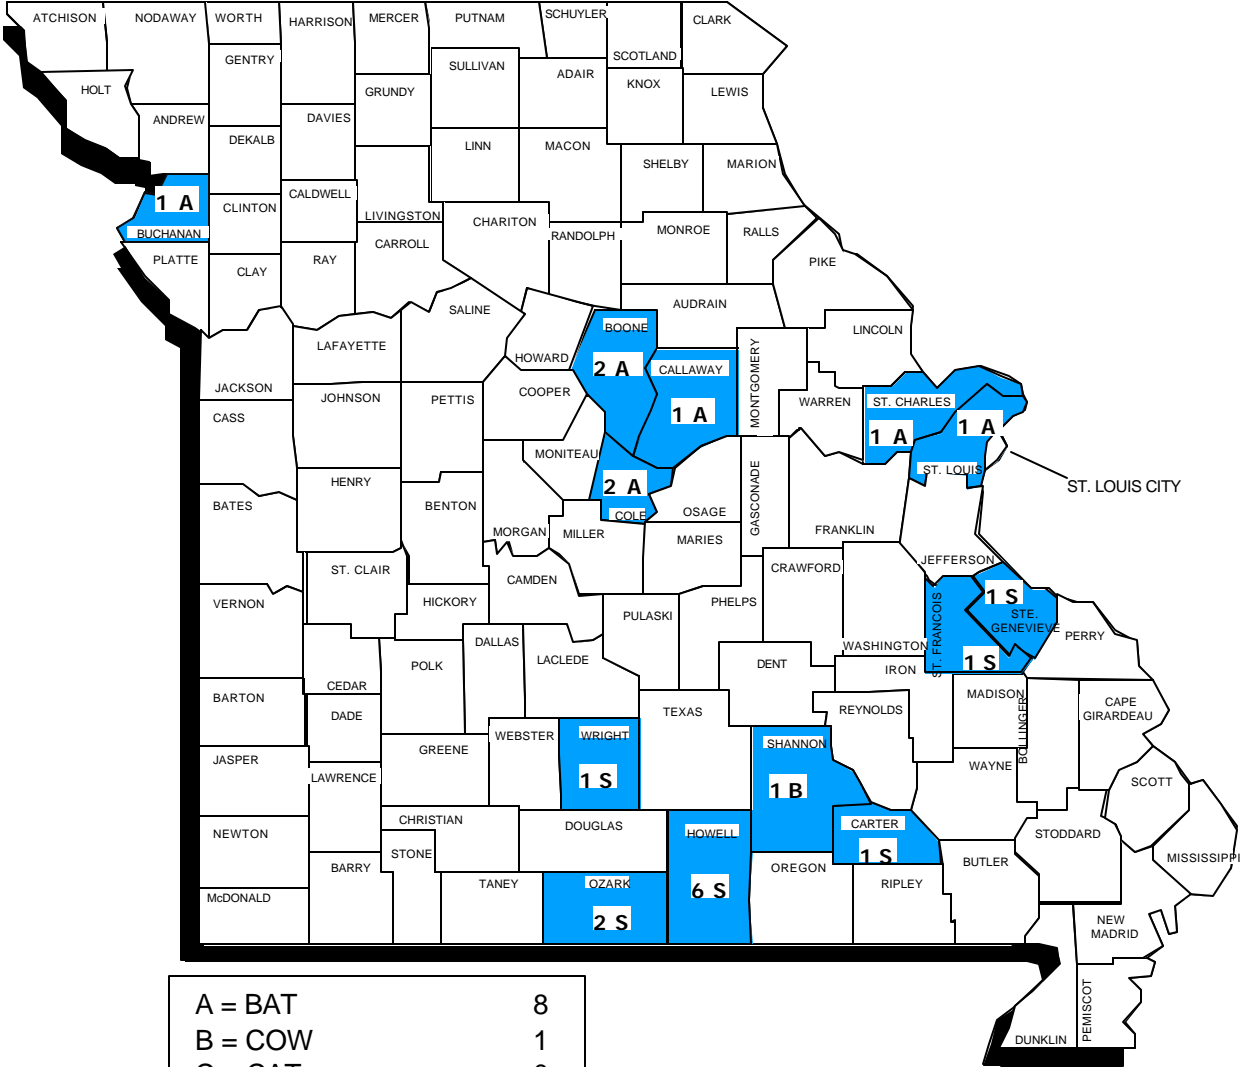 ATCHISON NODAWAY WORTH HARRISON MERCER PUTNAM SCHUYLER CLARK
SCOTLAND
GENTRY SULLIVAN ADAIR
HOLT GRUNDY KNOX LEWIS
ANDREW DAVIES
DEKALB LINN MACON
SHELBY MARION
1 A CALDWELL
CLINTON LIVINGSTON CHARITON
BUCHANAN CARROLL RANDOLPH MONROE RALLS
PLATTE CLAY RAY PIKE
AUDRAIN
SALINE
BOONE LINCOLN
LAFAYETTE HOWARD MONTGOMERY
2 A CALLAWAY
JACKSON JOHNSON PETTIS COOPER WARREN ST. CHARLES
CASS 1 A 1 A
1 A
MONITEAU ST. LOUIS
HENRY 2 A ST. LOUIS CITY
BATES BENTON COLE OSAGE GASCONADE
MORGAN MILLER MARIES FRANKLIN
ST. CLAIR CAMDEN CRAWFORD JEFFERSON
VERNON HICKORY PULASKI PHELPS 1 S
STE.
GENEVIEVE
ST. FRANCOIS
DALLAS WASHINGTON PERRY
POLK LACLEDE DENT IRON 1 S
CEDAR
BARTON DADE TEXAS REYNOLDS MADISON BOLLINGER CAPE
GIRARDEAU
GREENE WEBSTER WRIGHT SHANNON
JASPER LAWRENCE 1 S 1 B WAYNE SCOTT
NEWTON CHRISTIAN DOUGLAS HOWELL CARTER STODDARD
STONE 1 S MISSISSIPPI
BARRY TANEY OZARK 6 S OREGON RIPLEY BUTLER
McDONALD 2 S
NEW
MADRID
PEMISCOT
DUNKLIN
A = BAT 8
B = COW 1